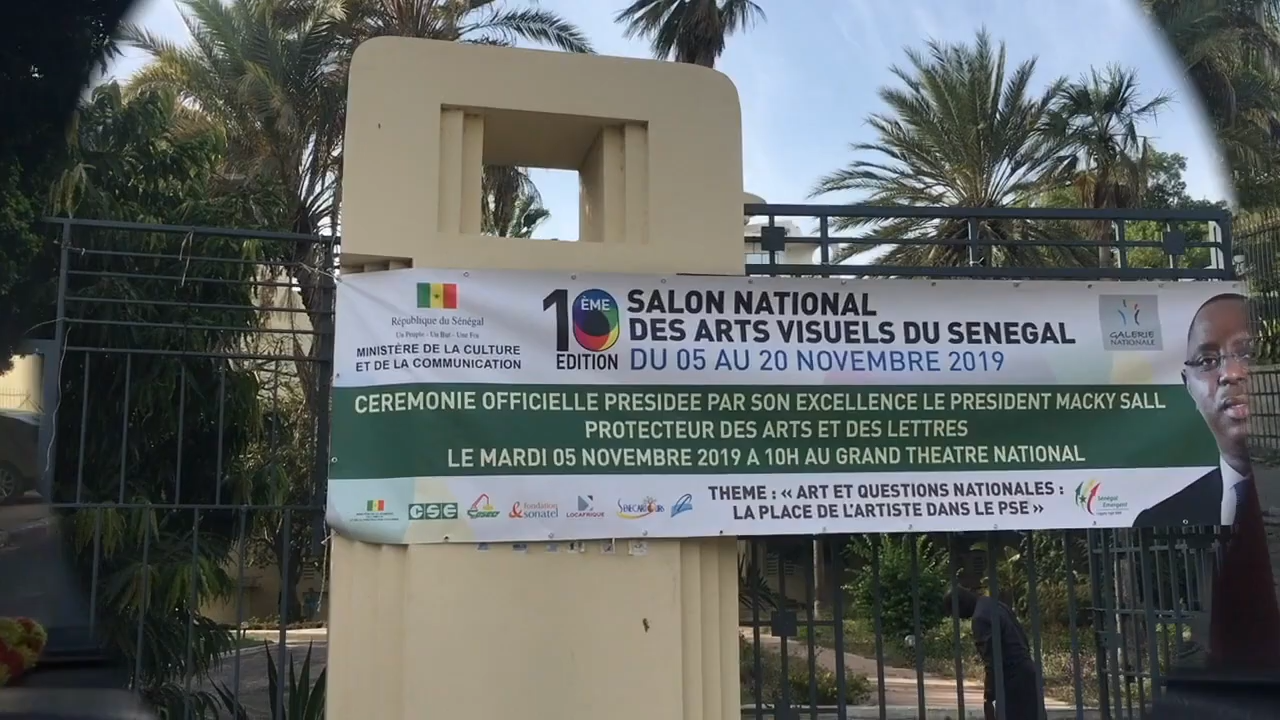 République du Sénégal
Un Peuple - Un But - Une Foi
MINISTÈRE DE LA CULTURE
ET DE LA COMMUNICATION
10 ÈME
EDITION
SALON NATIONAL
DES ARTS VISUELS DU SENEGAL
DU 05 AU 20 NOVEMBRE 2019
GALERIE
NATIONALE
CEREMONIE OFFICIELLE PRESIDEE PAR SON EXCELLENCE LE PRESIDENT MACKY SALL
PROTECTEUR DES ARTS ET DES LETTRES
LE MARDI 05 NOVEMBRE 2019 A 10H AU GRAND THEATRE NATIONAL
CSE
fondation
sonatel
LOCAFRIQUE
THEME : « ART ET QUESTIONS NATIONALES :
LA PLACE DE L'ARTISTE DANS LE PSE »
Sénégal
Émergent